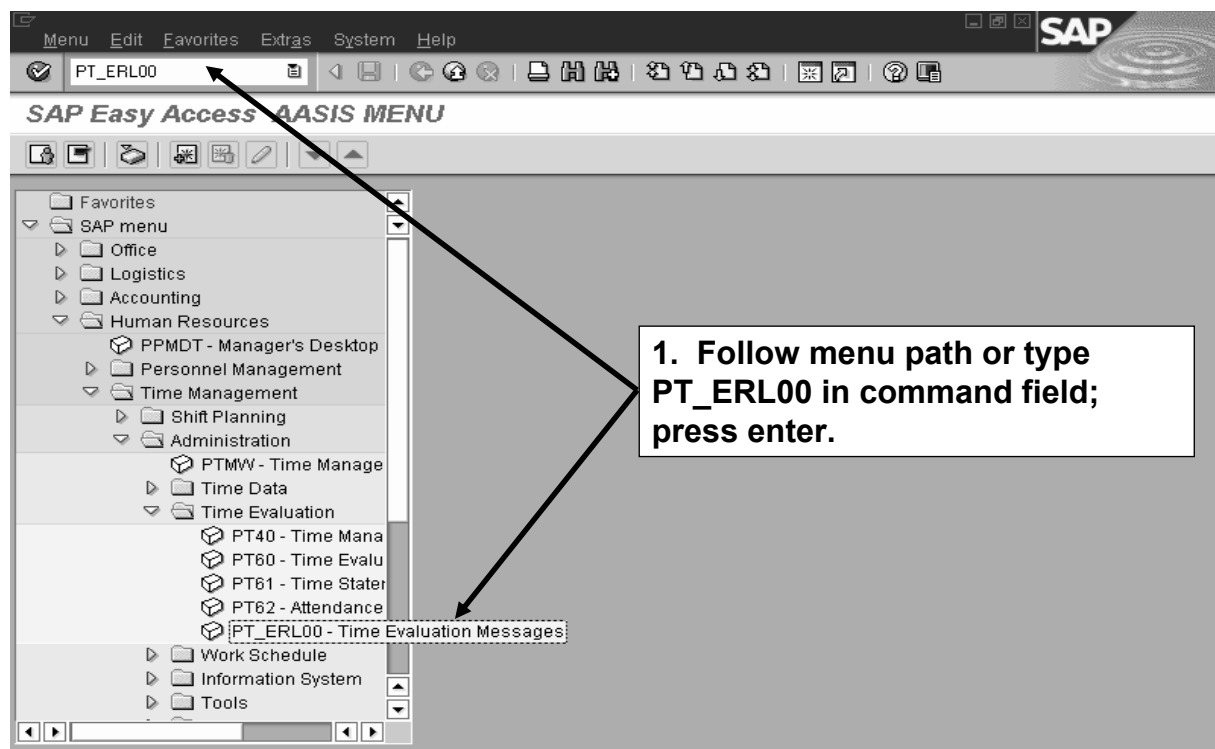 Menu Edit Favorites Extras System Help
SAP
PT_ERL00
SAP Easy Access AASIS MENU
Favorites
SAP menu
Office
Logistics
Accounting
Human Resources
PPMDT - Manager's Desktop
Personnel Management
Time Management
Shift Planning
Administration
PTMW - Time Manage
Time Data
Time Evaluation
PT40 - Time Mana
PT60 - Time Evalu
PT61 - Time Stater
PT62 - Attendance
PT_ERL00 - Time Evaluation Messages
Work Schedule
Information System
Tools
1. Follow menu path or type
PT_ERL00 in command field;
press enter.